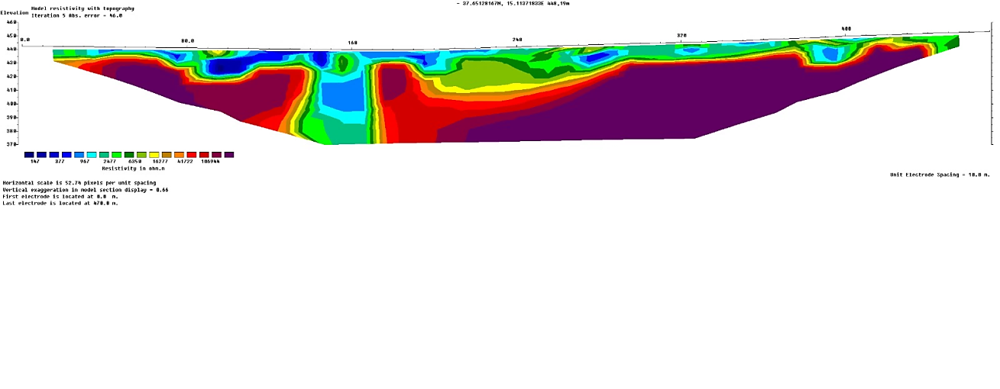 - 37.65128167N, 15.11371833E 448,19m
Model resistivity with topography
Elevation
Iteration 5 Abs. error = 46.0
460
450
0.0 80.0 160 240 320 400
440
430
420
410
400
390
380
370
147 377 967 2477 6350 16277 41722 106944
Resistivity in ohm.m
Unit Electrode Spacing = 10.0 m.
Horizontal scale is 52.74 pixels per unit spacing
Vertical exaggeration in model section display = 0.66
First electrode is located at 0.0 m.
Last electrode is located at 470.0 m.